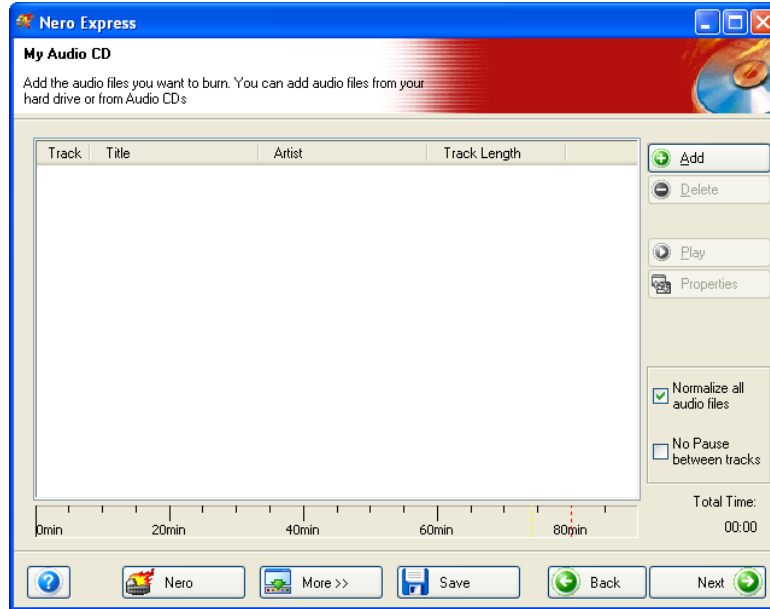 Nero Express
My Audio CD
Add the audio files you want to burn. You can add audio files from your
hard drive or from Audio CDs
Track Title Artist Track Length
Add
Delete
Play
Properties
Normalize all
audio files
No Pause
between tracks
Total Time:
00:00
0min 20min 40min 60min 80min
? Nero More >> Save Back Next